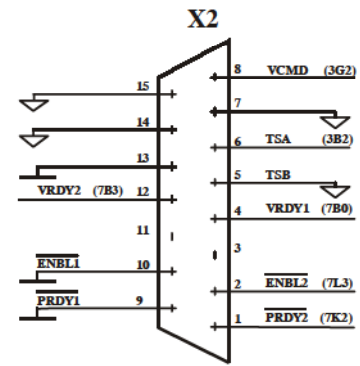 X2
8 VCMD (3G2)
15
7
14
6 TSA (3B2)
13
5 TSB
VRDY2 (7B3) 12
4 VRDY1 (7B0)
11
3
ENBL1 10
2 ENBL2 (7L3)
PRDY1 9
1 PRDY2 (7K2)